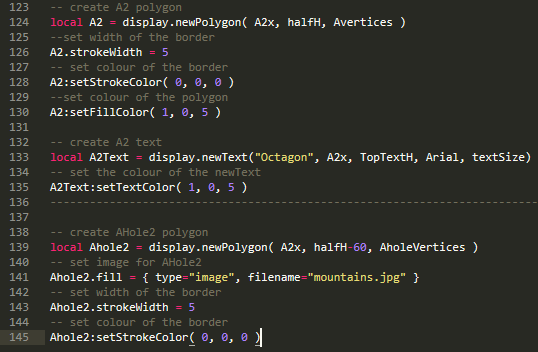 123 -- create A2 polygon
124 local A2 = display.newPolygon( A2x, halfH, Avertices )
125 --set width of the border
126 A2.strokeWidth = 5
127 -- set colour of the border
128 A2:setStrokeColor( 0, 0, 0 )
129 --set colour of the polygon
130 A2:setFillColor( 1, 0, 5 )
131
132 -- create A2 text
133 local A2Text = display.newText("Octagon", A2x, TopTextH, Arial, textSize)
134 -- set the colour of the newText
135 A2Text:setTextColor( 1, 0, 5 )
136 --------------------------------------------------------------------------
137
138 -- create AHole2 polygon
139 local Ahole2 = display.newPolygon( A2x, halfH-60, AholeVertices )
140 -- set image for AHole2
141 Ahole2.fill = { type="image", filename="mountains.jpg" }
142 -- set width of the border
143 Ahole2.strokeWidth = 5
144 -- set colour of the border
145 Ahole2:setStrokeColor( 0, 0, 0 )